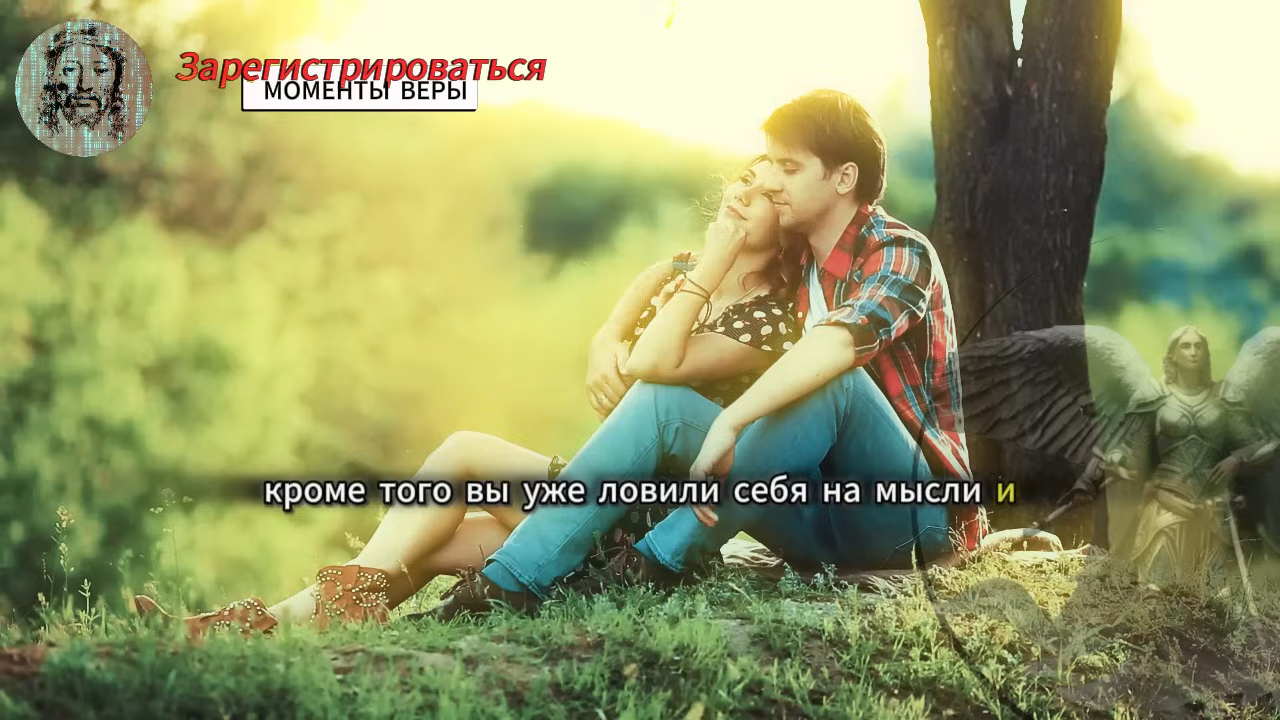 Зарегистрироваться
МОМЕНТЫ ВЕРЫ
кроме того вы уже ловили себя на мысли и